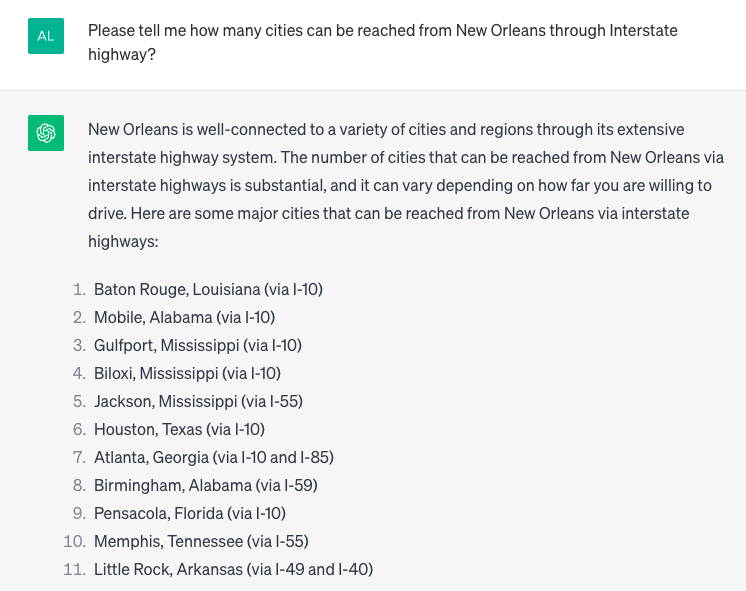 AL
Please tell me how many cities can be reached from New Orleans through Interstate
highway?
New Orleans is well-connected to a variety of cities and regions through its extensive
interstate highway system. The number of cities that can be reached from New Orleans via
interstate highways is substantial, and it can vary depending on how far you are willing to
drive. Here are some major cities that can be reached from New Orleans via interstate
highways:
1. Baton Rouge, Louisiana (via I-10)
2. Mobile, Alabama (via I-10)
3. Gulfport, Mississippi (via I-10)
4. Biloxi, Mississippi (via I-10)
5. Jackson, Mississippi (via I-55)
6. Houston, Texas (via I-10)
7. Atlanta, Georgia (via I-10 and I-85)
8. Birmingham, Alabama (via I-59)
9. Pensacola, Florida (via I-10)
10. Memphis, Tennessee (via I-55)
11. Little Rock, Arkansas (via I-49 and I-40)